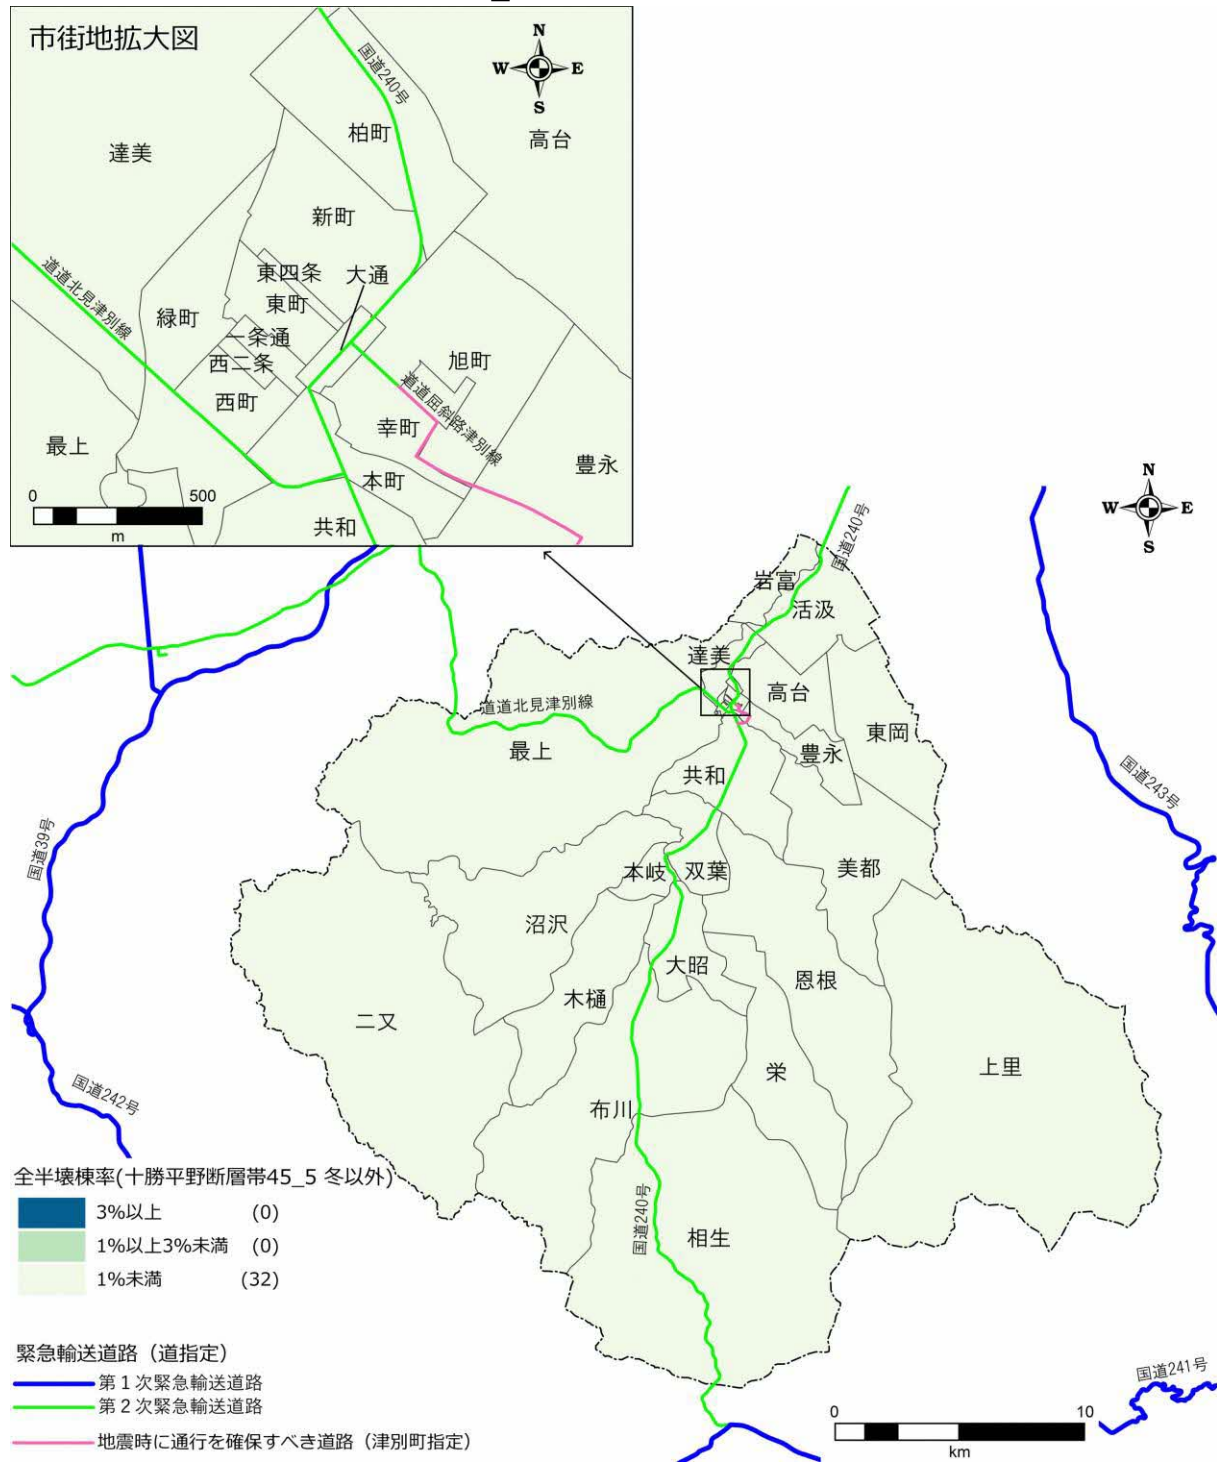 市街地拡大図
N
W
E
S
国道240号
柏町
高台
達美
新町
東四条
大通
東町
道道北見津別線
緑町
一条通
西二条
旭町
西町
道道屈斜路津別線
幸町
最上
豊永
本町
0 500
m
共和
N
W
E
S
国道240号
岩富
活汲
達美
高台
道道北見津別線
東岡
最上
豊永
共和
国道243号
国道39号
本岐
双葉
美都
沼沢
大昭
恩根
木樋
二又
栄
上里
国道242号
布川
全半壊棟率(十勝平野断層帯45_5 冬以外)
3%以上 (0)
1%以上3%未満 (0)
1%未満 (32)
国道240号
相生
緊急輸送道路（道指定）
第1次緊急輸送道路
第2次緊急輸送道路
地震時に通行を確保すべき道路（津別町指定）
国道241号
0 10
km